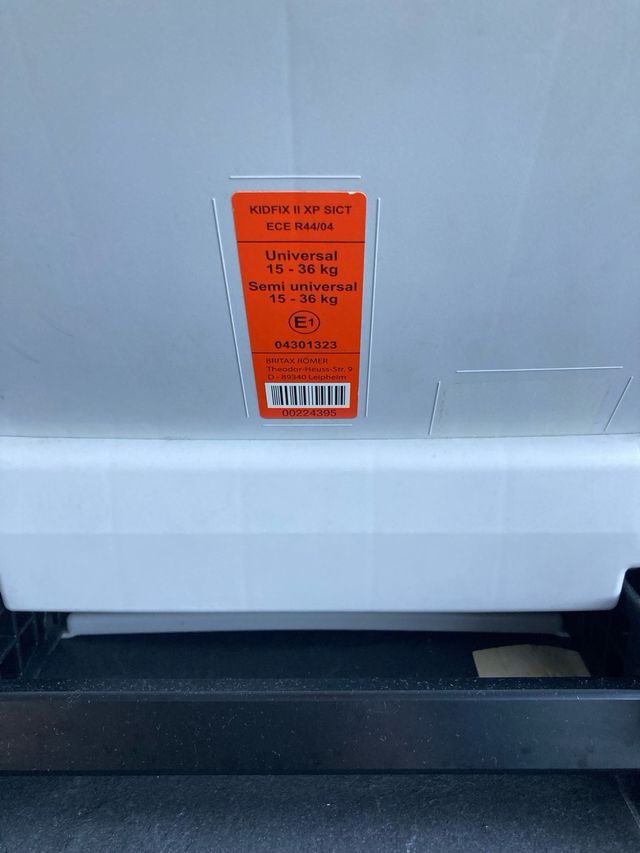 KIDFIX II XP SICT
ECE R44/04
Universal
15 - 36 kg
Semi universal
15 - 36 kg
E1
04301323
BRITAX RÖMER
Theodor-Heuss-Str. 9
D - 89340 Leipheim
00224395